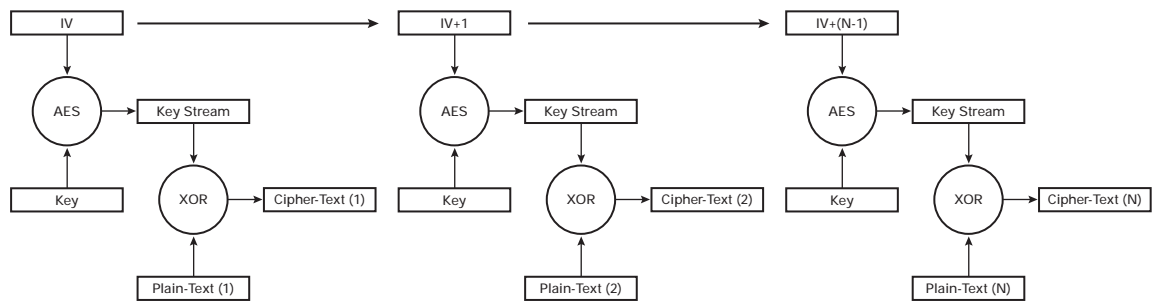 IV
IV+1
IV+(N-1)
AES
Key Stream
AES
Key Stream
AES
Key Stream
Key
XOR
Cipher-Text (1)
Key
XOR
Cipher-Text (2)
Key
XOR
Cipher-Text (N)
Plain-Text (1)
Plain-Text (2)
Plain-Text (N)